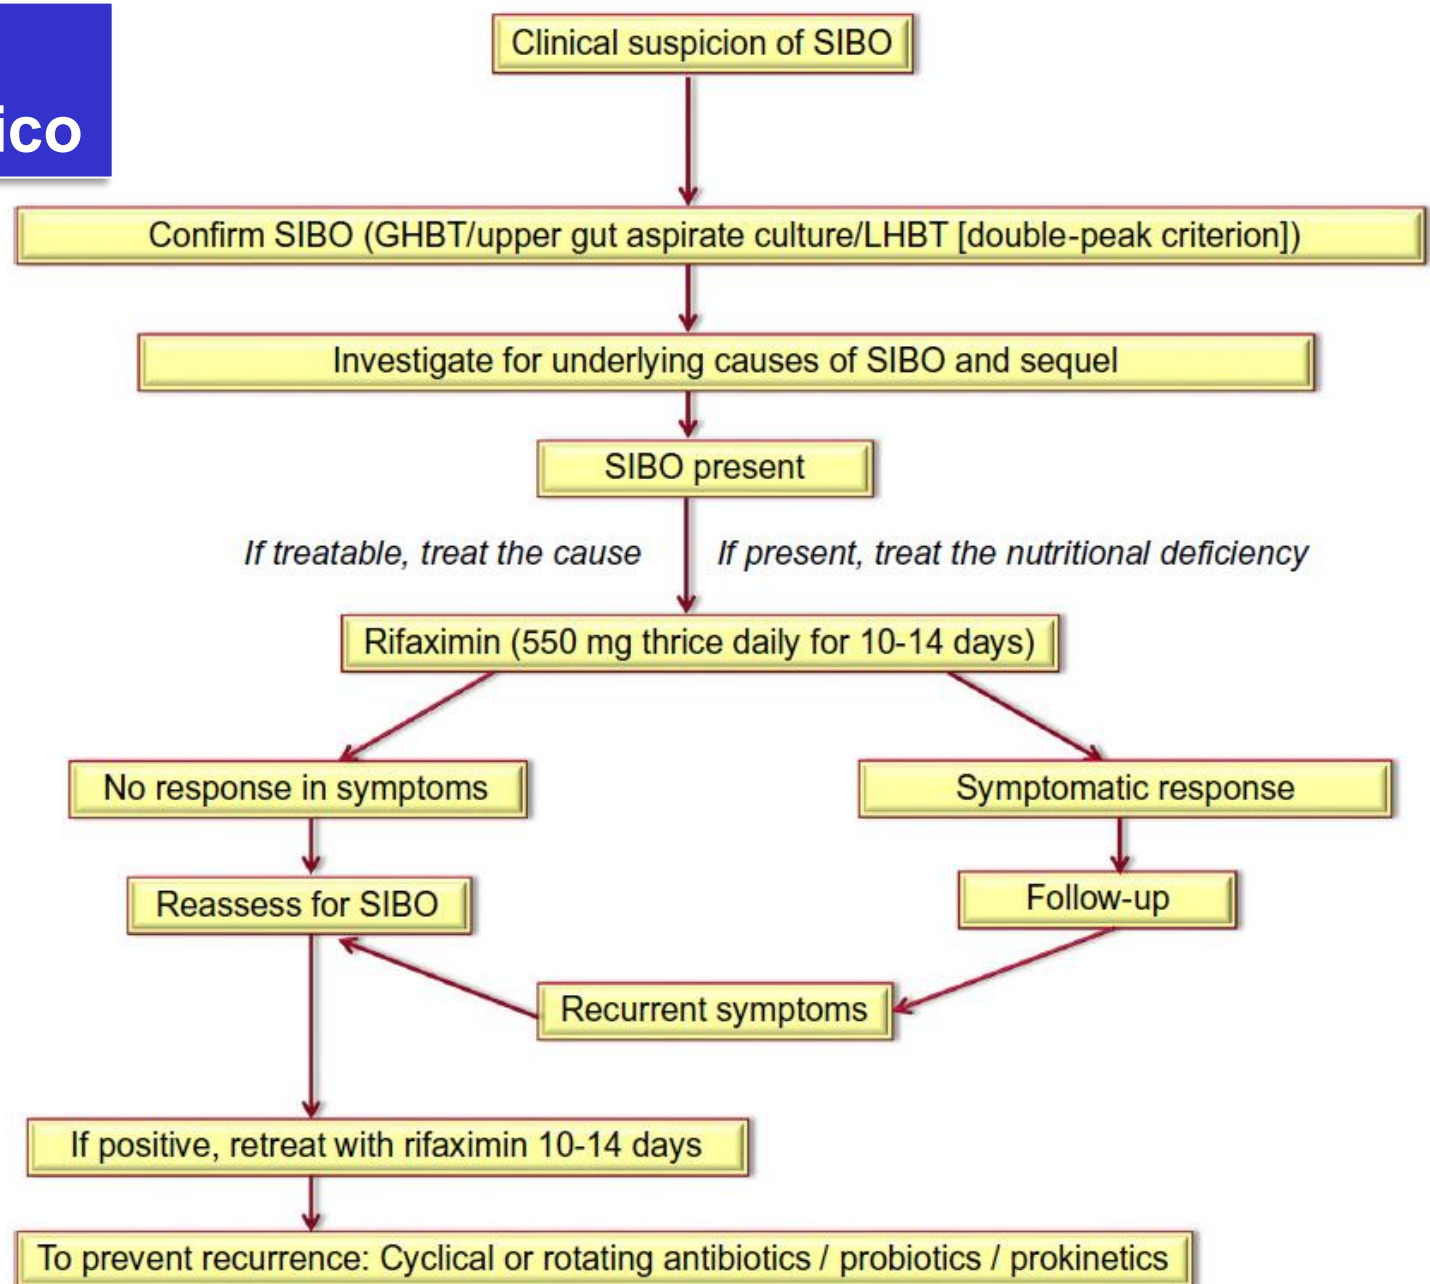 ico
Clinical suspicion of SIBO
Confirm SIBO (GHBT/upper gut aspirate culture/LHBT [double-peak criterion])
Investigate for underlying causes of SIBO and sequel
SIBO present
If treatable, treat the cause
If present, treat the nutritional deficiency
Rifaximin (550 mg thrice daily for 10-14 days)
No response in symptoms
Symptomatic response
Reassess for SIBO
Follow-up
Recurrent symptoms
If positive, retreat with rifaximin 10-14 days
To prevent recurrence: Cyclical or rotating antibiotics / probiotics / prokinetics